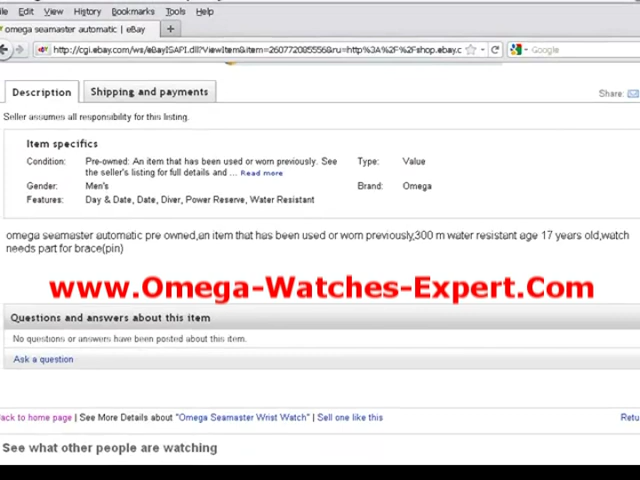 File Edit View History Bookmarks Tools Help
omega seamaster automatic | eBay
Google
Description Shipping and payments
Share:
Seller assumes all responsibility for this listing.
Item specifics
Condition: Pre-owned: An item that has been used or worn previously. See Type: Value
the seller's listing for full details and ... Read more
Gender: Men's Brand: Omega
Features: Day & Date, Date, Diver, Power Reserve, Water Resistant
omega seamaster automatic pre owned,an item that has been used or worn previously,300 m water resistant age 17 years old,watch
needs part for brace(pin)
www.Omega-Watches-Expert.Com
Questions and answers about this item
No questions or answers have been posted about this item.
Ask a question
ack to home page | See More Details about "Omega Seamaster Wrist Watch" | Sell one like this Retu
See what other people are watching